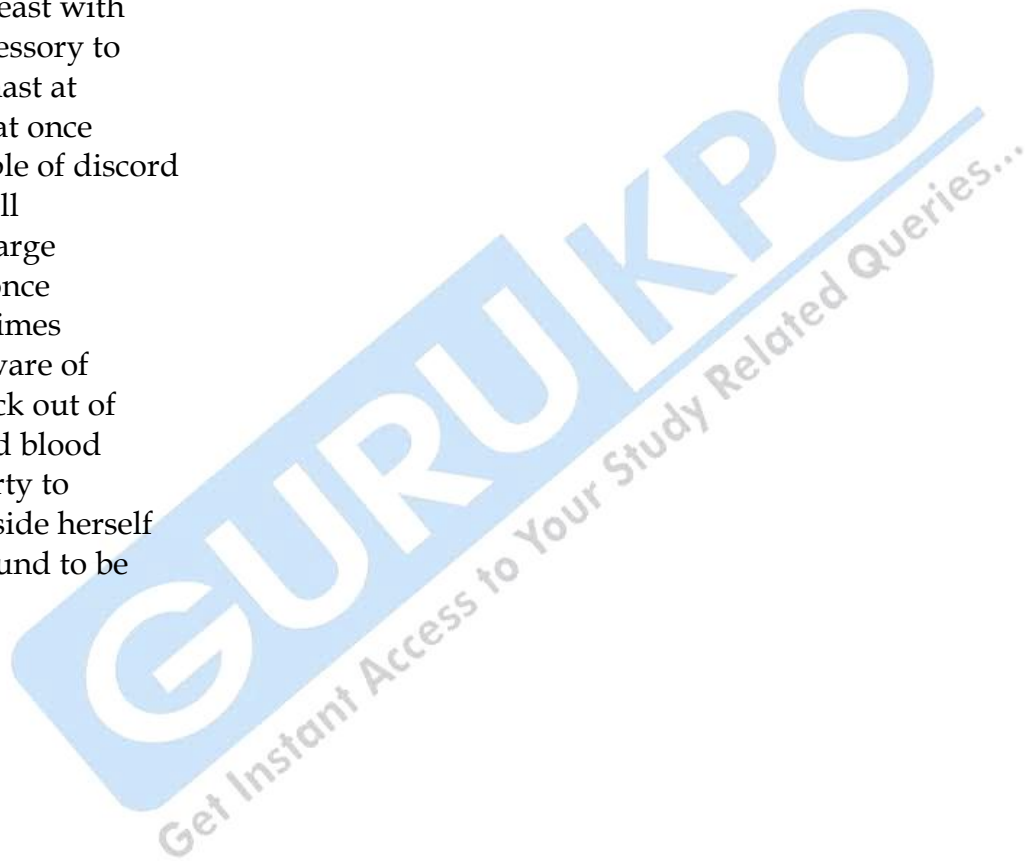 east with
essory to
hast at
at once
ble of discord
ll
arge
once
imes
ware of
ck out of
d blood
rty to
side herself
und to be
GURUKPO
Get Instant Access to Your Study Related Queries...